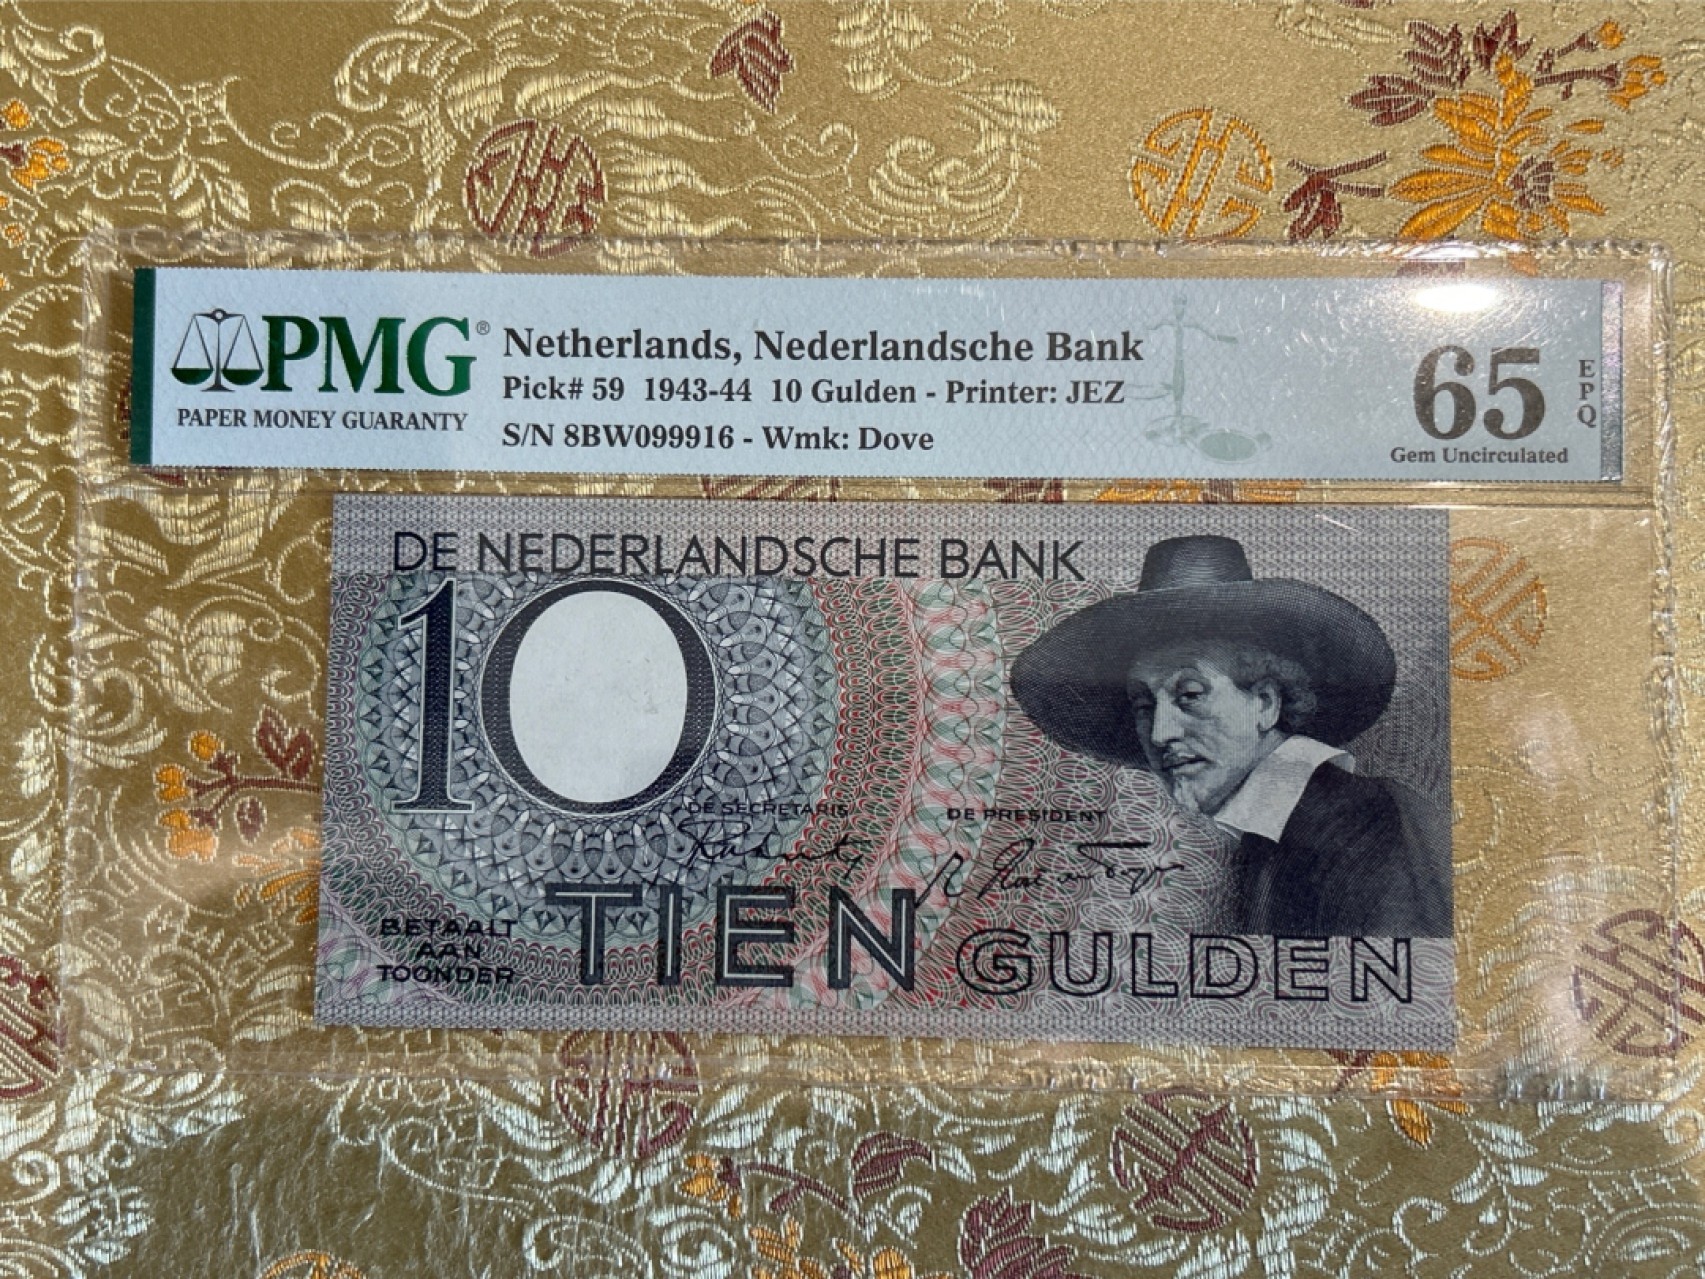 PMG®
PAPER MONEY GUARANTY
Netherlands, Nederlandsche Bank
Pick# 59 1943-44 10 Gulden - Printer: JEZ
S/N 8BW099916 - Wmk: Dove
65
EPQ
Gem Uncirculated
DE NEDERLANDSCHE BANK
10
DE SECRETARIS
DE PRESIDENT
BETAALT
AAN
TOONDER
TIEN GULDEN